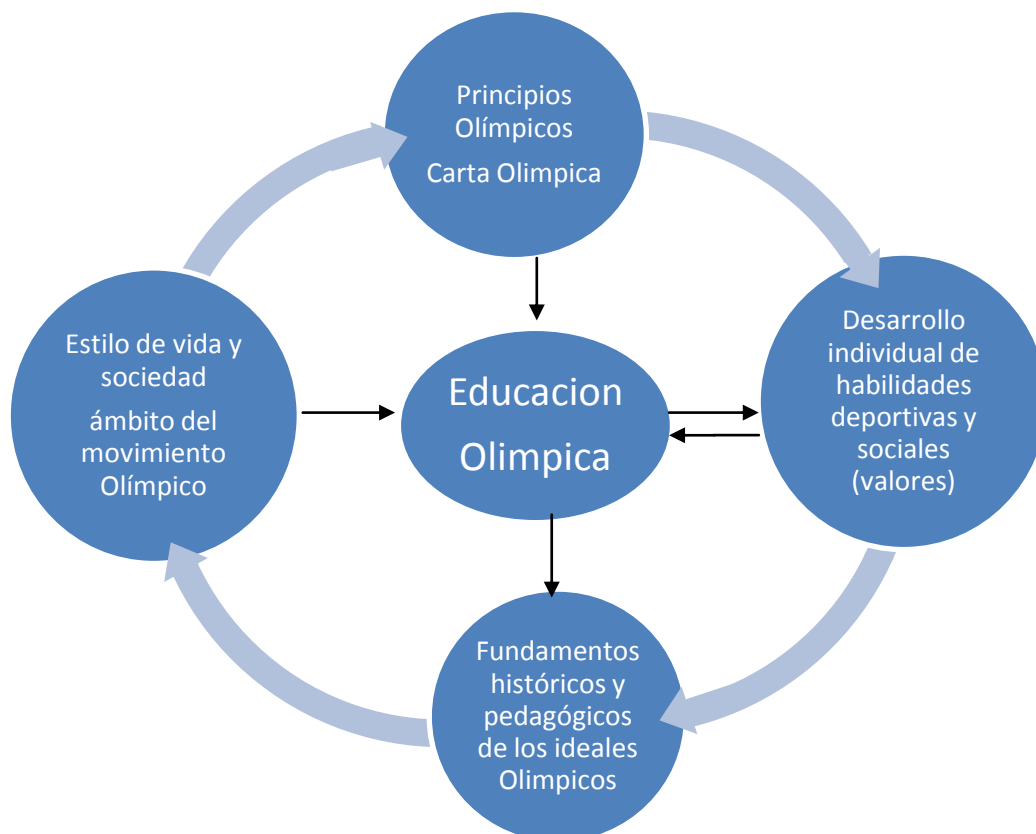 Principios
Olímpicos
Carta Olimpica
Estilo de vida y
sociedad
ámbito del
movimiento
Olímpico
Educacion
Olimpica
Desarrollo
individual de
habilidades
deportivas y
sociales
(valores)
Fundamentos
históricos y
pedagógicos
de los ideales
Olimpicos